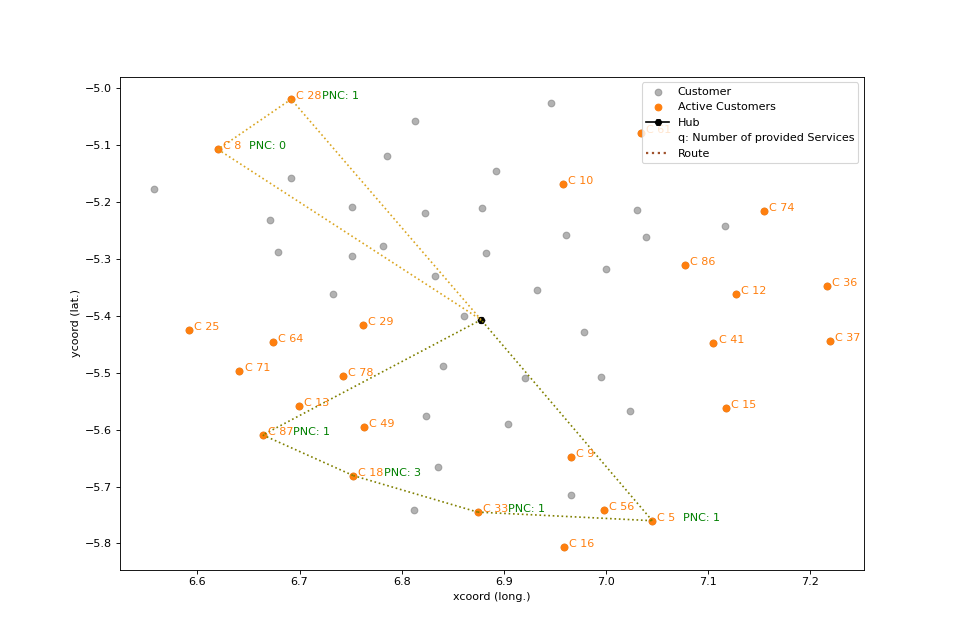 −5.0
−5.1
−5.2
−5.3
−5.4
−5.5
−5.6
−5.7
−5.8
ycoord (lat.)
6.6
6.7
6.8
6.9
7.0
7.1
7.2
xcoord (long.)
Customer
Active Customers
Hub
q: Number of provided Services
Route
C 28 PNC: 1
C 8 PNC: 0
C 10
C 74
C 86
C 36
C 12
C 25
C 29
C 64
C 41
C 37
C 71
C 78
C 13
C 15
C 49
C 87 PNC: 1
C 9
C 18 PNC: 3
C 33 PNC: 1
C 56
C 5 PNC: 1
C 16